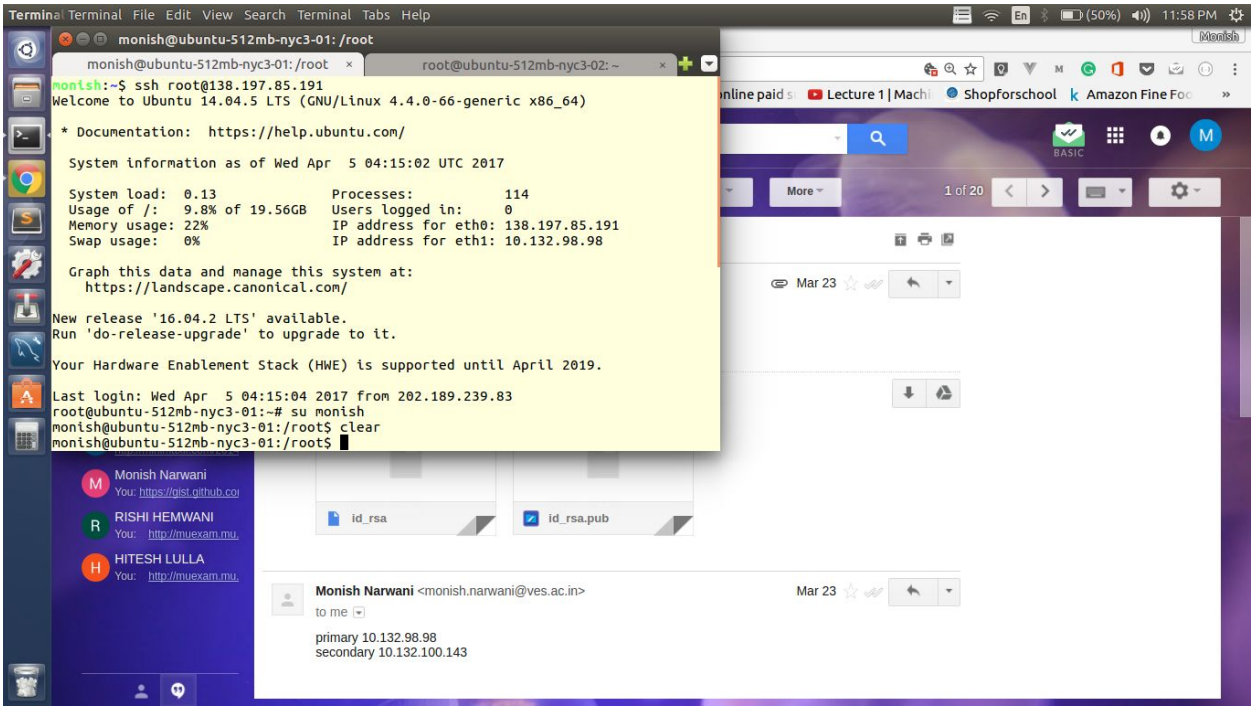 Terminal Terminal File Edit View Search Terminal Tabs Help
En (50%) 11:58 PM
monish@ubuntu-512mb-nyc3-01: /root
Monish
monish@ubuntu-512mb-nyc3-01: /root × root@ubuntu-512mb-nyc3-02: ~ ×
monish:~$ ssh root@138.197.85.191
Welcome to Ubuntu 14.04.5 LTS (GNU/Linux 4.4.0-66-generic x86_64)
* Documentation: https://help.ubuntu.com/
System information as of Wed Apr 5 04:15:02 UTC 2017
System load: 0.13 Processes: 114
Usage of /: 9.8% of 19.56GB Users logged in: 0
Memory usage: 22% IP address for eth0: 138.197.85.191
Swap usage: 0% IP address for eth1: 10.132.98.98
Graph this data and manage this system at:
https://landscape.canonical.com/
New release '16.04.2 LTS' available.
Run 'do-release-upgrade' to upgrade to it.
Your Hardware Enablement Stack (HWE) is supported until April 2019.
Last login: Wed Apr 5 04:15:04 2017 from 202.189.239.83
root@ubuntu-512mb-nyc3-01:~# su monish
monish@ubuntu-512mb-nyc3-01:/root$ clear
monish@ubuntu-512mb-nyc3-01:/root$
nline paid s Lecture 1 | Machi Shopforschool k Amazon Fine Foo »
BASIC
M
More 1 of 20
Mar 23
M Monish Narwani
You: https://gist.github.co
R RISHI HEMWANI
You: http://muexam.mu.
H HITESH LULLA
You: http://muexam.mu.
id_rsa id_rsa.pub
Monish Narwani <monish.narwani@ves.ac.in> Mar 23
to me
primary 10.132.98.98
secondary 10.132.100.143